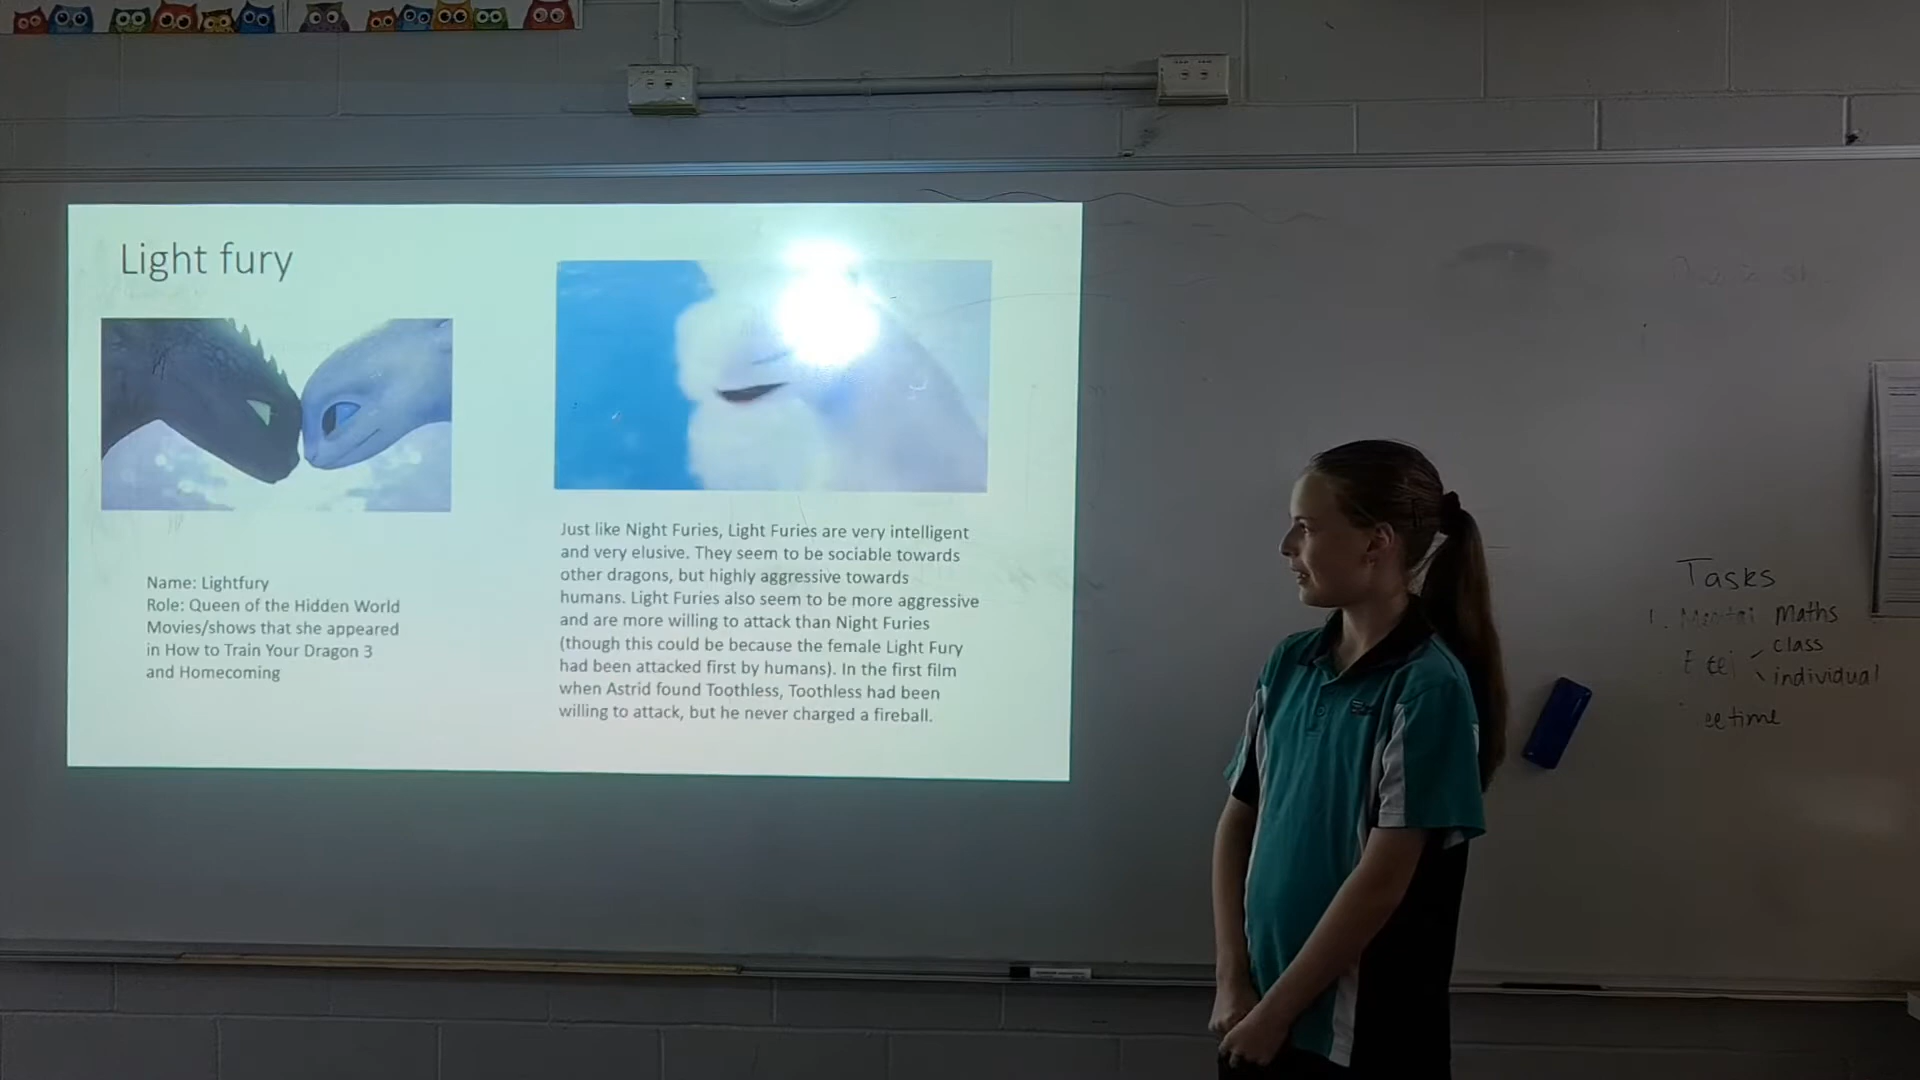 Light fury
Name: Lightfury
Role: Queen of the Hidden World
Movies/shows that she appeared
in How to Train Your Dragon 3
and Homecoming
Just like Night Furies, Light Furies are very intelligent
and very elusive. They seem to be sociable towards
other dragons, but highly aggressive towards
humans. Light Furies also seem to be more aggressive
and are more willing to attack than Night Furies
(though this could be because the female Light Fury
had been attacked first by humans). In the first film
when Astrid found Toothless, Toothless had been
willing to attack, but he never charged a fireball.
Tasks
1. Mental maths
class
individual